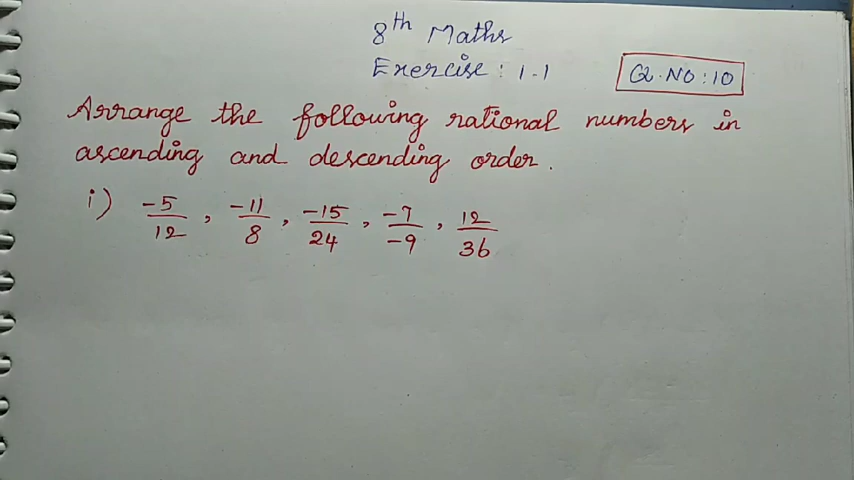 8th Maths
Exercise : 1.1
Q.NO:10
Arrange the following rational numbers in
ascending and descending order.
i) -5/12, -11/8, -15/24, -7/-9, 12/36